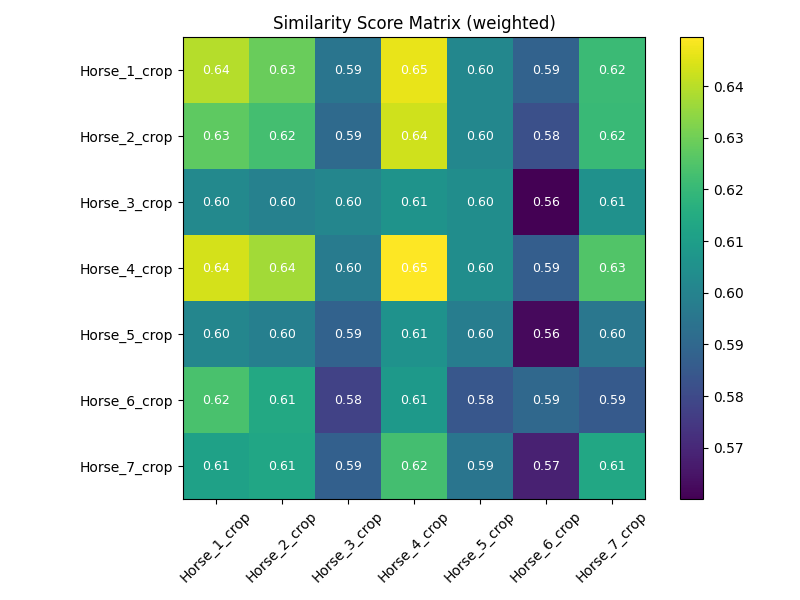 Similarity Score Matrix (weighted)
Horse_1_crop 0.64 0.63 0.59 0.65 0.60 0.59 0.62
Horse_2_crop 0.63 0.62 0.59 0.64 0.60 0.58 0.62
Horse_3_crop 0.60 0.60 0.60 0.61 0.60 0.56 0.61
Horse_4_crop 0.64 0.64 0.60 0.65 0.60 0.59 0.63
Horse_5_crop 0.60 0.60 0.59 0.61 0.60 0.56 0.60
Horse_6_crop 0.62 0.61 0.58 0.61 0.58 0.59 0.59
Horse_7_crop 0.61 0.61 0.59 0.62 0.59 0.57 0.61
Horse_1_crop Horse_2_crop Horse_3_crop Horse_4_crop Horse_5_crop Horse_6_crop Horse_7_crop
0.64
0.63
0.62
0.61
0.60
0.59
0.58
0.57